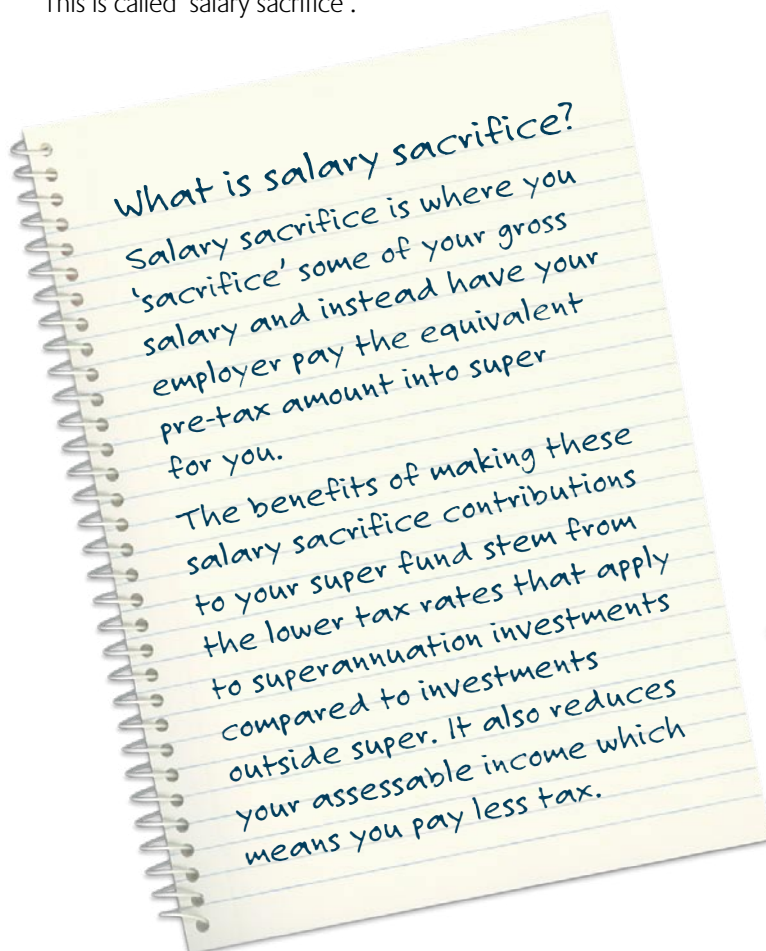 This is called 'salary sacrifice'.
What is salary sacrifice?
Salary sacrifice is where you
'sacrifice' some of your gross
salary and instead have your
employer pay the equivalent
pre-tax amount into super
for you.
The benefits of making these
salary sacrifice contributions
to your super fund stem from
the lower tax rates that apply
to superannuation investments
compared to investments
outside super. It also reduces
your assessable income which
means you pay less tax.